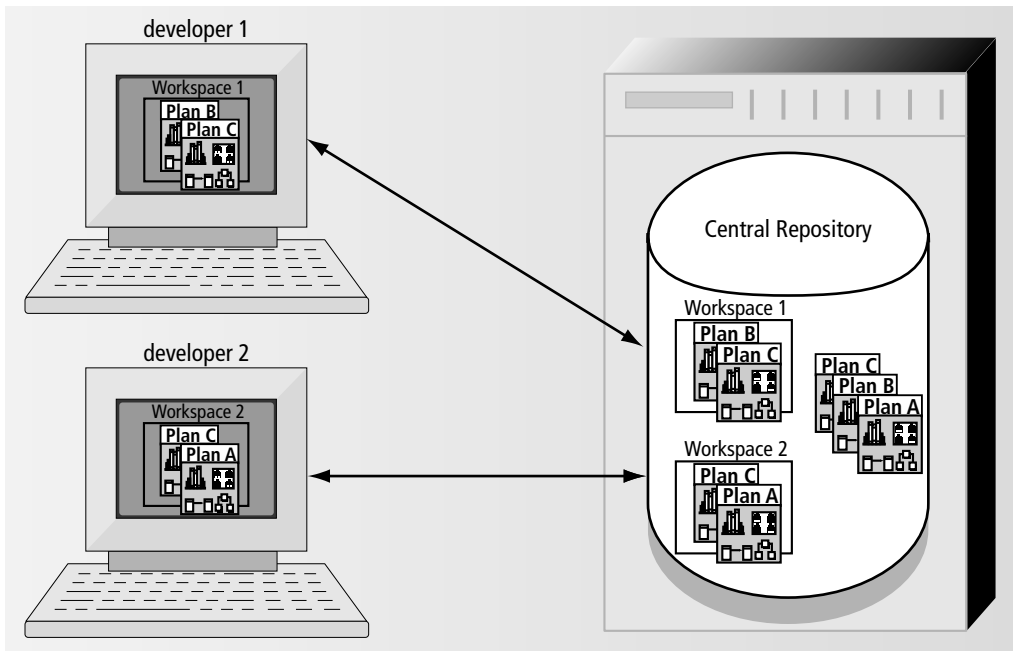 developer 1
Workspace 1
Plan B
Plan C
developer 2
Workspace 2
Plan C
Plan A
Central Repository
Workspace 1
Plan B
Plan C
Workspace 2
Plan C
Plan A
Plan C
Plan B
Plan A